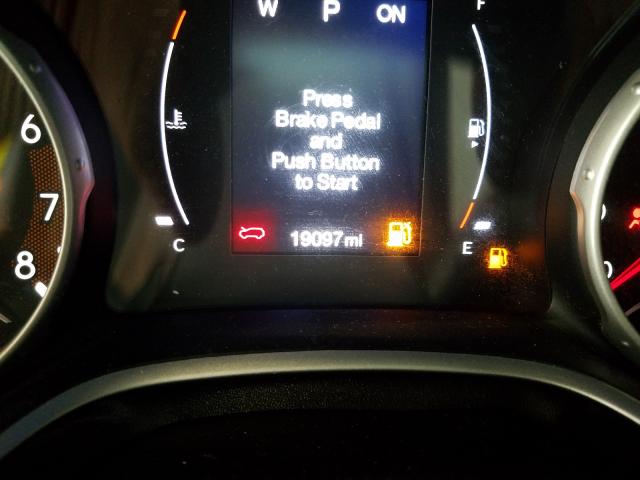 W P ON F
Press
Brake Pedal
and
Push Button
to Start
6
7
8
19097 mi
C E